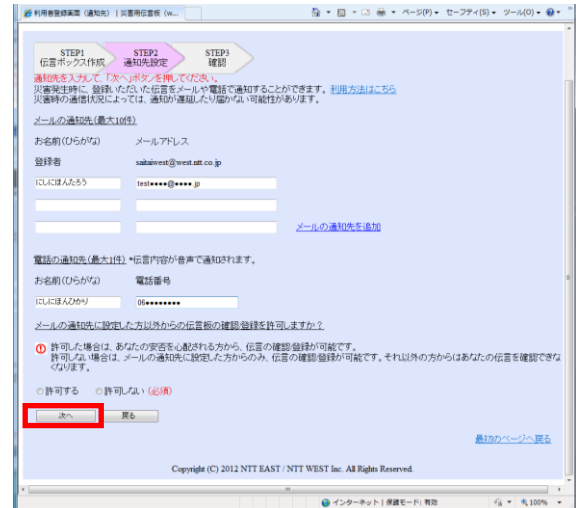 利用者登録画面（通知先） | 災害用伝言板（w...
ページ(P) セーフティ(S) ツール(O)
STEP1 STEP2 STEP3
伝言ボックス作成 通知先設定 確認
通知先を入力して、「次へ」ボタンを押してください。
災害発生時に、登録いただいた伝言をメールや電話で通知することができます。 利用方法はこちら
災害時の通信状況によっては、通知が遅延したり届かない可能性があります。
メールの通知先(最大10件)
お名前(ひらがな) メールアドレス
登録者 saitaiwest@west.ntt.co.jp
にしにほんたろう test●●●●@●●●●.jp
メールの通知先を追加
電話の通知先(最大1件) *伝言内容が音声で通知されます。
お名前(ひらがな) 電話番号
にしにほんひかり 06●●●●●●●●
メールの通知先に設定した方以外からの伝言板の確認/登録を許可しますか？
許可した場合は、あなたの安否を心配される方から、伝言の確認/登録が可能です。
許可しない場合は、メールの通知先に設定した方からのみ、伝言の確認/登録が可能です。それ以外の方からはあなたの伝言を確認できな
くなります。
許可する 許可しない (必須)
次へ 戻る
最初のページへ戻る
Copyright (C) 2012 NTT EAST / NTT WEST Inc. All Rights Reserved.
インターネット | 保護モード: 有効 100%